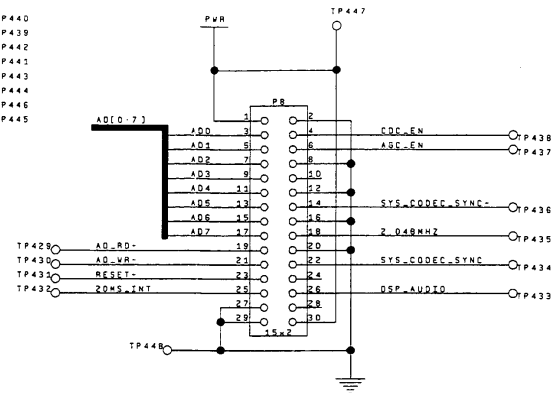 P440
P439
P442
P441
P443
P444
P446
P445
PWR
TP447
P8
AD[0-7]
1 2
AD0 3 4 CDC_EN TP438
AD1 5 6 AGC_EN TP437
AD2 7 8
AD3 9 10
AD4 11 12
AD5 13 14 SYS_CODEC_SYNC- TP436
AD6 15 16
AD7 17 18 2.048MHZ TP435
TP429 AD_RD- 19 20
TP430 AD_WR- 21 22 SYS_CODEC_SYNC TP434
TP431 RESET- 23 24
TP432 20MS_INT 25 26 DSP_AUDIO TP433
27 28
29 30
15x2
TP448